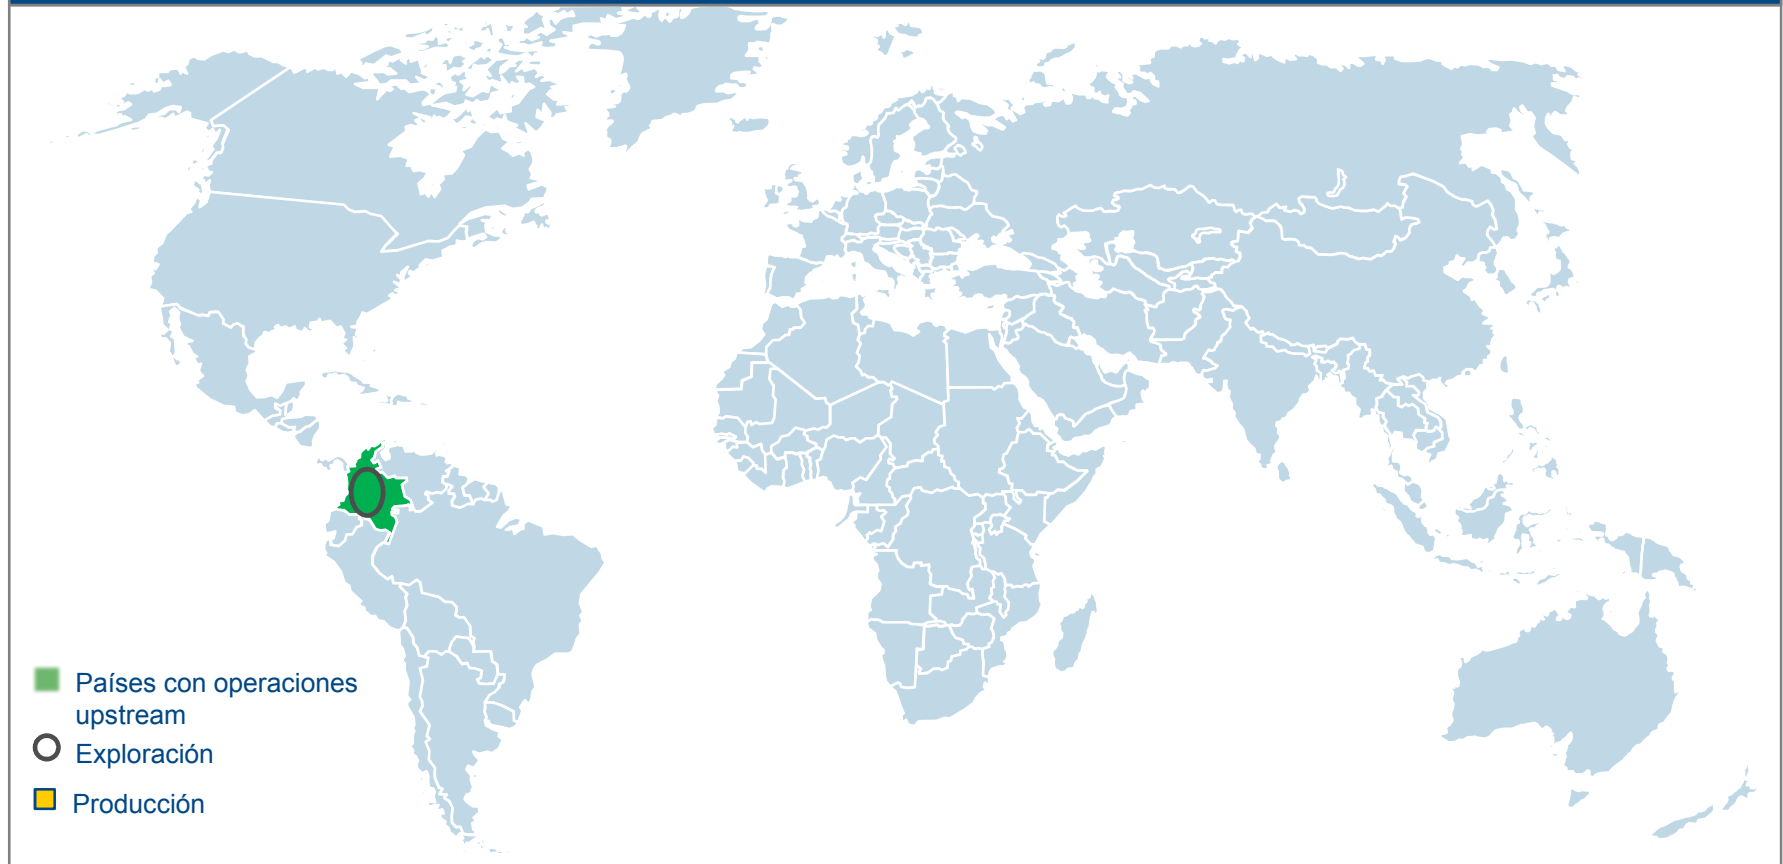 Países con operaciones
upstream
Exploración
Producción